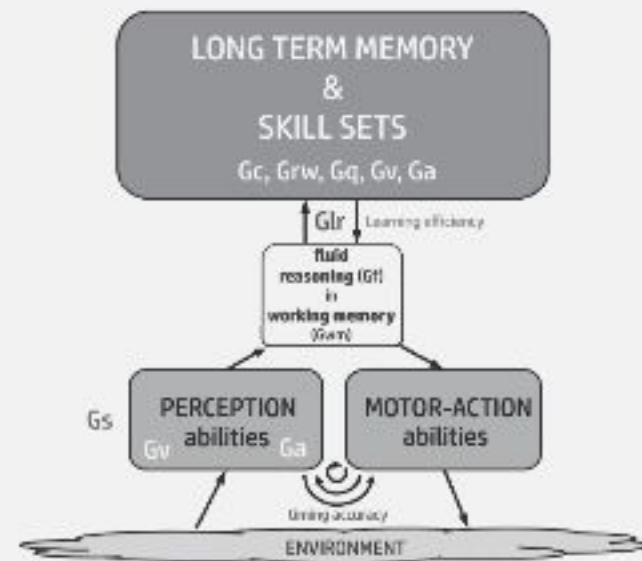 LONG TERM MEMORY
&
SKILL SETS
Gc, Grw, Gq, Gv, Ga
Glr
Learning efficiency
fluid
reasoning (Gf)
in
working memory
(Gwm)
Gs
PERCEPTION
abilities
Gv
Ga
MOTOR-ACTION
abilities
timing accuracy
ENVIRONMENT